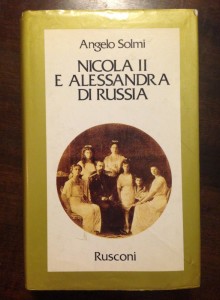 Angelo Solmi
NICOLA II
E ALESSANDRA
DI RUSSIA
Rusconi